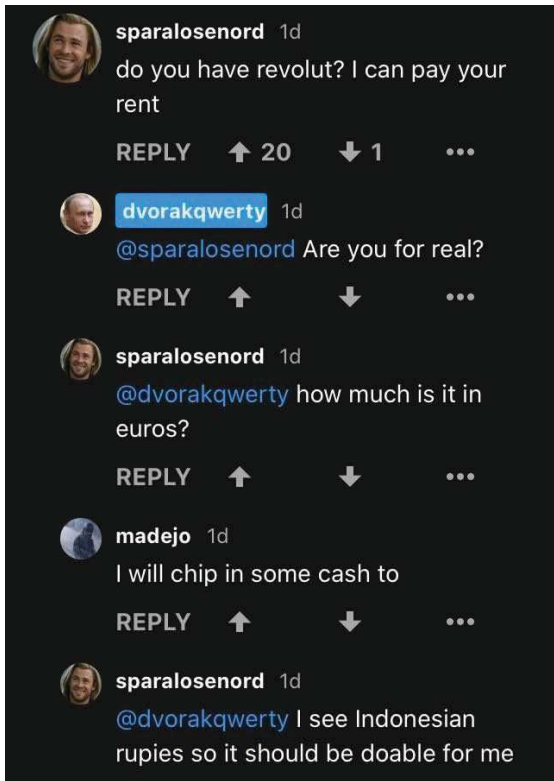 sparalosenord 1d
do you have revolut? I can pay your
rent
REPLY 20 1
dvorakqwerty 1d
@sparalosenord Are you for real?
REPLY
sparalosenord 1d
@dvorakqwerty how much is it in
euros?
REPLY
madejo 1d
I will chip in some cash to
REPLY
sparalosenord 1d
@dvorakqwerty I see Indonesian
rupies so it should be doable for me